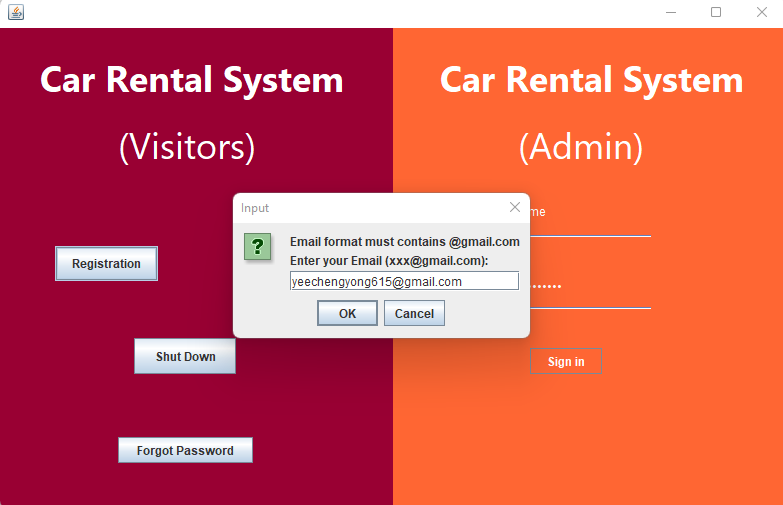 Car Rental System
(Visitors)
Registration
Shut Down
Forgot Password
Car Rental System
(Admin)
Sign in
Input
?
Email format must contains @gmail.com
Enter your Email (xxx@gmail.com):
yeechengyong615@gmail.com
OK
Cancel